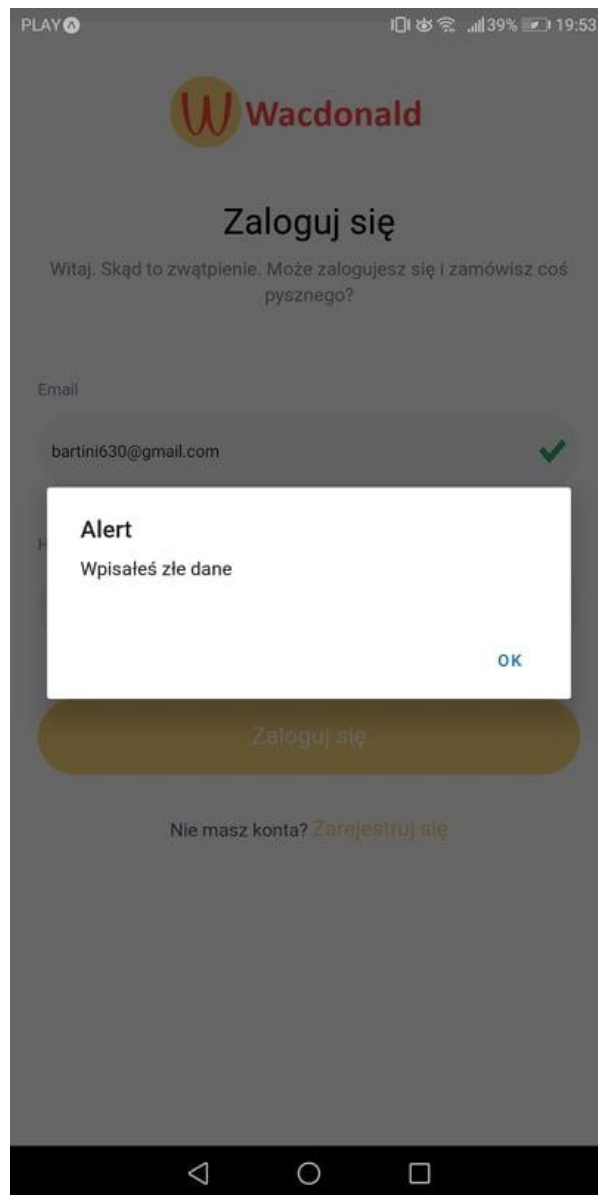 PLAY 39% 19:53
Wacdonald
Zaloguj się
Witaj. Skąd to zwątpienie. Może zalogujesz się i zamówisz coś
pysznego?
Email
bartini630@gmail.com
H
Alert
Wpisałeś złe dane
OK
Zaloguj się
Nie masz konta? Zarejestruj się